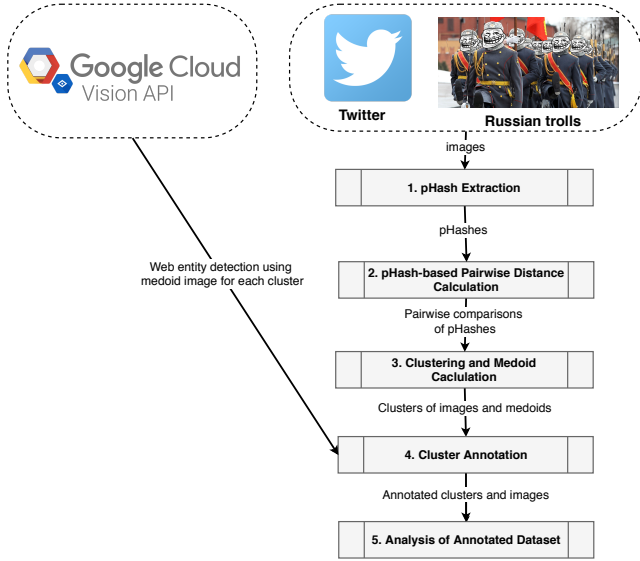 Google Cloud
Vision API
Twitter
Russian trolls
images
1. pHash Extraction
pHashes
2. pHash-based Pairwise Distance
Calculation
Web entity detection using
medoid image for each cluster
Pairwise comparisons
of pHashes
3. Clustering and Medoid
Caclulation
Clusters of images and medoids
4. Cluster Annotation
Annotated clusters and images
5. Analysis of Annotated Dataset